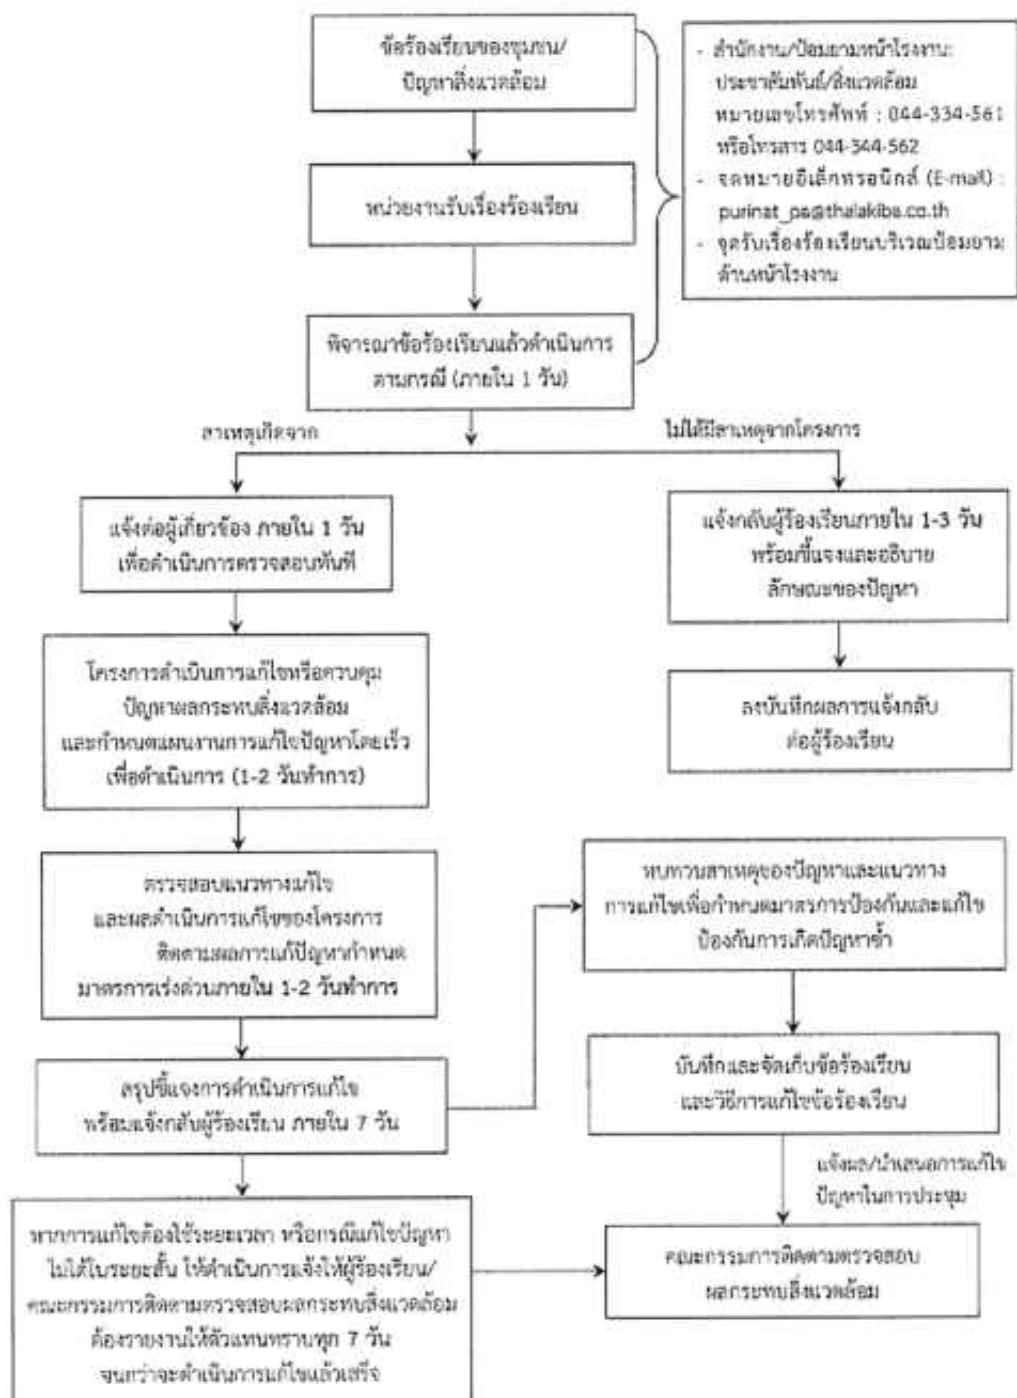 ข้อร้องเรียนของชุมชน/
ปัญหาสิ่งแวดล้อม
- สำนักงาน/ป้อมยามหน้าโรงงาน:
ประชาสัมพันธ์/สิ่งแวดล้อม
หมายเลขโทรศัพท์ : 044-334-561
หรือโทรสาร 044-344-562
- จดหมายอิเล็กทรอนิกส์ (E-mail) :
purinat_pa@thaiakiba.co.th
- จุดรับเรื่องร้องเรียนบริเวณป้อมยาม
ด้านหน้าโรงงาน
หน่วยงานรับเรื่องร้องเรียน
พิจารณาข้อร้องเรียนแล้วดำเนินการ
ตามกรณี (ภายใน 1 วัน)
สาเหตุเกิดจาก
ไม่ได้มีสาเหตุจากโครงการ
แจ้งต่อผู้เกี่ยวข้อง ภายใน 1 วัน
เพื่อดำเนินการตรวจสอบทันที
แจ้งกลับผู้ร้องเรียนภายใน 1-3 วัน
พร้อมชี้แจงและอธิบาย
ลักษณะของปัญหา
โครงการดำเนินการแก้ไขหรือควบคุม
ปัญหาผลกระทบสิ่งแวดล้อม
และกำหนดแผนงานการแก้ไขปัญหาโดยเร็ว
เพื่อดำเนินการ (1-2 วันทำการ)
ลงบันทึกผลการแจ้งกลับ
ต่อผู้ร้องเรียน
ตรวจสอบแนวทางแก้ไข
และผลดำเนินการแก้ไขของโครงการ
ติดตามผลการแก้ปัญหากำหนด
มาตรการเร่งด่วนภายใน 1-2 วันทำการ
ทบทวนสาเหตุของปัญหาและแนวทาง
การแก้ไขเพื่อกำหนดมาตรการป้องกันและแก้ไข
ป้องกันการเกิดปัญหาซ้ำ
สรุปชี้แจงการดำเนินการแก้ไข
พร้อมแจ้งกลับผู้ร้องเรียน ภายใน 7 วัน
บันทึกและจัดเก็บข้อร้องเรียน
และวิธีการแก้ไขข้อร้องเรียน
แจ้งผล/นำเสนอการแก้ไข
ปัญหาในการประชุม
หากการแก้ไขต้องใช้ระยะเวลา หรือกรณีแก้ไขปัญหา
ไม่ได้ในระยะสั้น ให้ดำเนินการแจ้งให้ผู้ร้องเรียน/
คณะกรรมการติดตามตรวจสอบผลกระทบสิ่งแวดล้อม
ต้องรายงานให้ตัวแทนทราบทุก 7 วัน
จนกว่าจะดำเนินการแก้ไขแล้วเสร็จ
คณะกรรมการติดตามตรวจสอบ
ผลกระทบสิ่งแวดล้อม